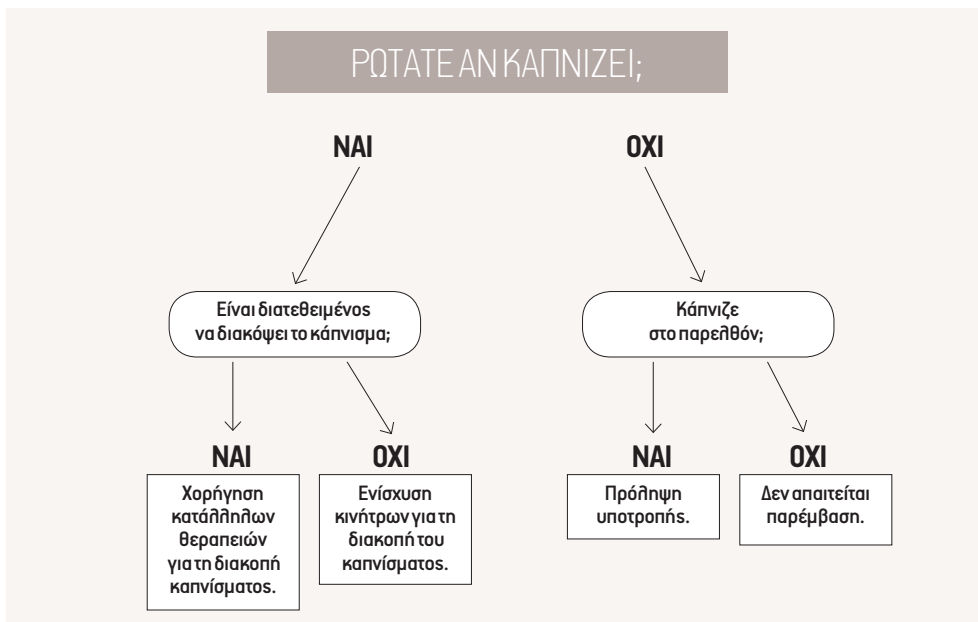 ΡΩΤΑΤΕ ΑΝ ΚΑΠΝΙΖΕΙ;
ΝΑΙ
ΟΧΙ
Είναι διατεθειμένος
να διακόψει το κάπνισμα;
Κάπνιζε
στο παρελθόν;
ΝΑΙ
ΟΧΙ
ΝΑΙ
ΟΧΙ
Χορήγηση
κατάλληλων
θεραπειών
για τη διακοπή
καπνίσματος.
Ενίσχυση
κινήτρων για τη
διακοπή του
καπνίσματος.
Πρόληψη
υποτροπής.
Δεν απαιτείται
παρέμβαση.